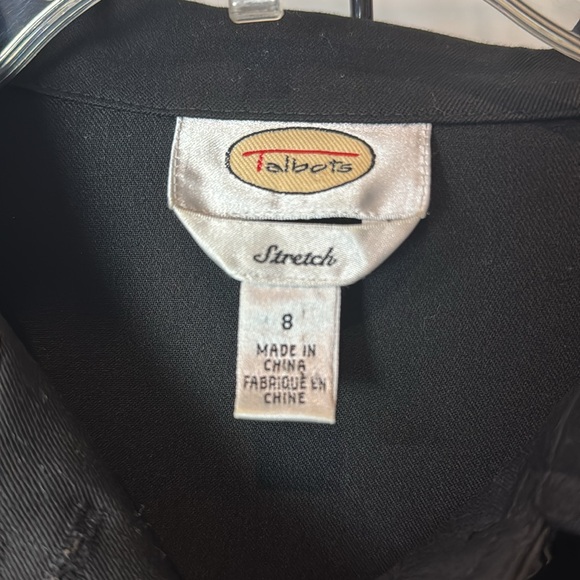 Talbots
Stretch
8
MADE IN
CHINA
FABRIQUÉ EN
CHINE